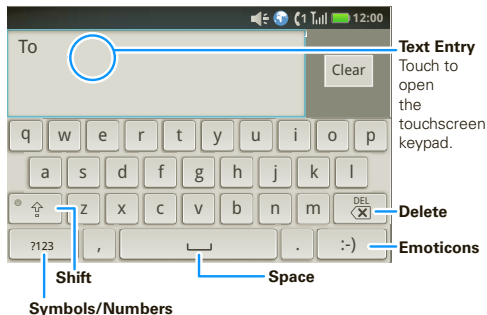 12:00
To
Clear
Text Entry
Touch to
open
the
touchscreen
keypad.
q w e r t y u i o p
a s d f g h j k l
z x c v b n m DEL
?123 , . :-)
Delete
Emoticons
Shift
Space
Symbols/Numbers